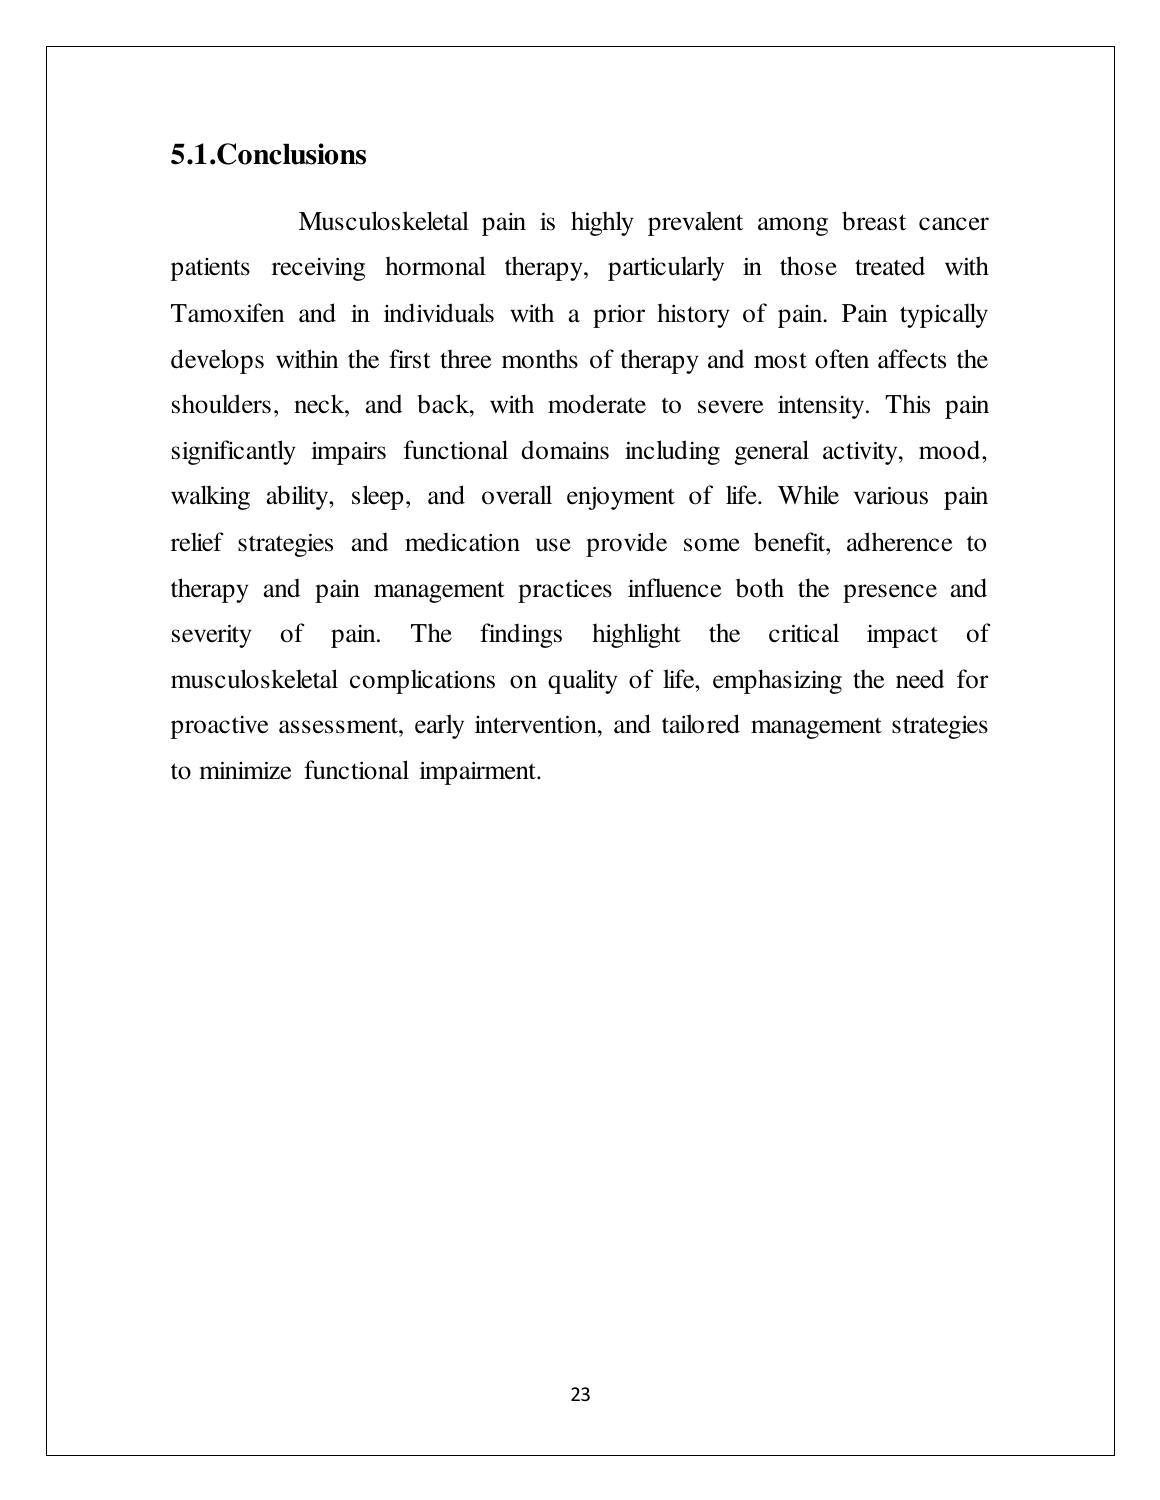 5.1.Conclusions
Musculoskeletal pain is highly prevalent among breast cancer
patients receiving hormonal therapy, particularly in those treated with
Tamoxifen and in individuals with a prior history of pain. Pain typically
develops within the first three months of therapy and most often affects the
shoulders, neck, and back, with moderate to severe intensity. This pain
significantly impairs functional domains including general activity, mood,
walking ability, sleep, and overall enjoyment of life. While various pain
relief strategies and medication use provide some benefit, adherence to
therapy and pain management practices influence both the presence and
severity of pain. The findings highlight the critical impact of
musculoskeletal complications on quality of life, emphasizing the need for
proactive assessment, early intervention, and tailored management strategies
to minimize functional impairment.
23